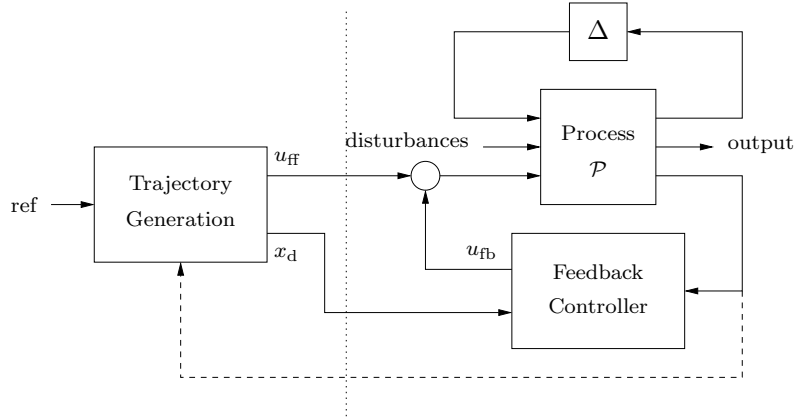 Δ
disturbances
Process
𝒫
output
u_ff
Trajectory
Generation
ref
x_d
u_fb
Feedback
Controller